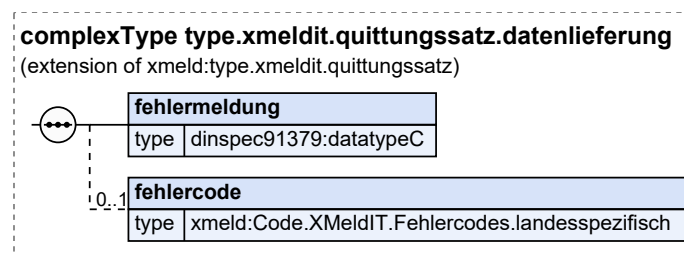 complexType type.xmeldit.quittungssatz.datenlieferung
(extension of xmeld:type.xmeldit.quittungssatz)
fehlermeldung
type dinspec91379:datatypeC
0..1
fehlercode
type xmeld:Code.XMeldIT.Fehlercodes.landesspezifisch